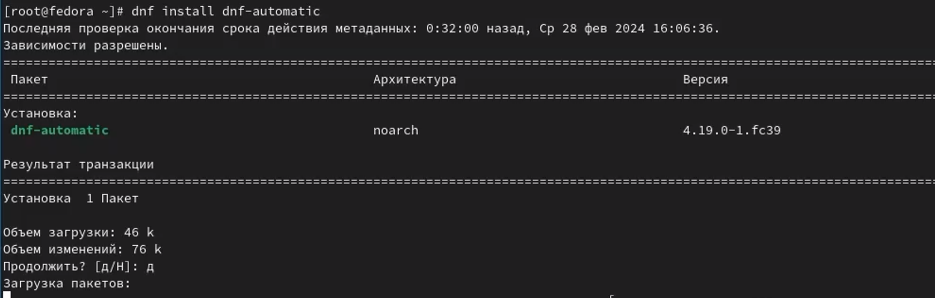 [root@fedora ~]# dnf install dnf-automatic
Последняя проверка окончания срока действия метаданных: 0:32:00 назад, Ср 28 фев 2024 16:06:36.
Зависимости разрешены.
================================================================================
Пакет Архитектура Версия
================================================================================
Установка:
dnf-automatic noarch 4.19.0-1.fc39
Результат транзакции
================================================================================
Установка  1 Пакет
Объем загрузки: 46 k
Объем изменений: 76 k
Продолжить? [д/Н]: д
Загрузка пакетов: